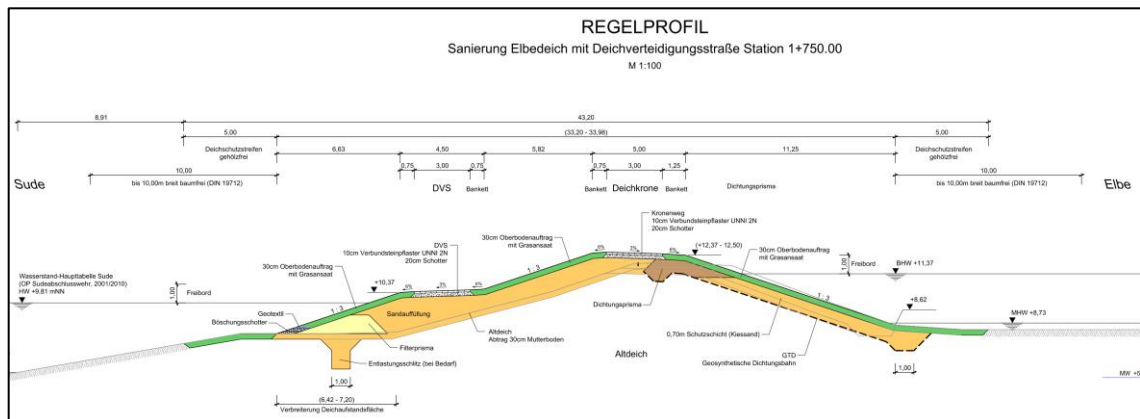 REGELPROFIL
Sanierung Elbedeich mit Deichverteidigungsstraße Station 1+750.00
M 1:100
8,91
43,20
5,00
(33,20 - 33,98)
5,00
Deichschutzstreifen
gehölzfrei
6,63
4,50
5,82
5,00
11,25
Deichschutzstreifen
gehölzfrei
10,00
0,75
3,00
0,75
0,75
3,00
1,25
10,00
Sude
bis 10,00m breit baumfrei (DIN 19712)
DVS
Bankett
Bankett
Deichkrone
Bankett
Dichtungsprisma
bis 10,00m breit baumfrei (DIN 19712)
Elbe
Kronenweg
10cm Verbundsteinpflaster UNNI 2N
20cm Schotter
30cm Oberbodenauftrag
mit Grasansaat
DVS
10cm Verbundsteinpflaster UNNI 2N
20cm Schotter
6%
2%
6%
(+12,37 - 12,50)
30cm Oberbodenauftrag
mit Grasansaat
1,00
Freibord
BHW +11,37
30cm Oberbodenauftrag
mit Grasansaat
Wasserstand-Haupttabelle Sude
(OP Sudeabschlusswehr, 2001/2010)
HW +9,81 mNN
1,00
Freibord
+10,37
6%
2%
6%
1 : 3
1 : 3
1 : 3
Geotextil
Böschungsschotter
Sandauffüllung
Dichtungsprisma
+8,62
MHW +8,73
Filterprisma
Altdeich
Abtrag 30cm Mutterboden
0,70m Schutzschicht (Kiessand)
Entlastungsschlitz (bei Bedarf)
Altdeich
GTD
Geosynthetische Dichtungsbahn
1,00
1,00
MW +5
(6,42 - 7,20)
Verbreiterung Deichaufstandsfläche